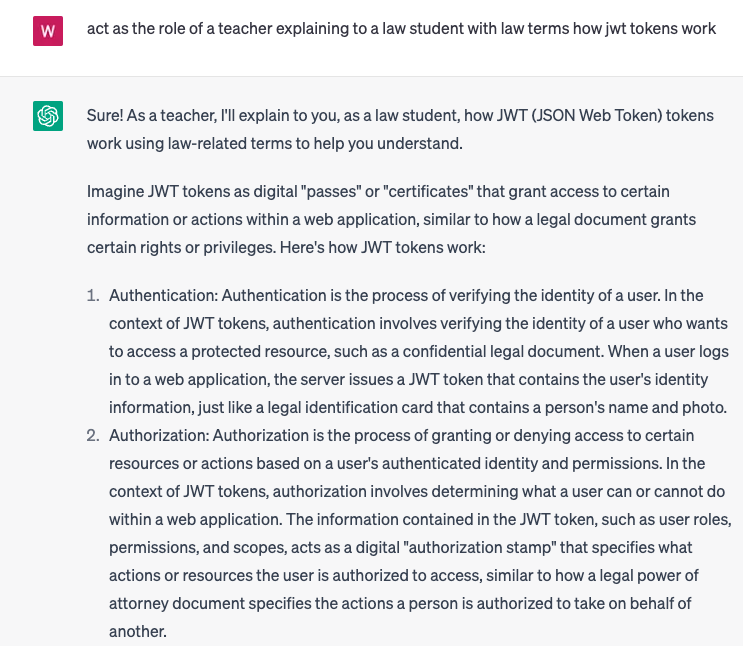 W
act as the role of a teacher explaining to a law student with law terms how jwt tokens work
Sure! As a teacher, I'll explain to you, as a law student, how JWT (JSON Web Token) tokens
work using law-related terms to help you understand.
Imagine JWT tokens as digital "passes" or "certificates" that grant access to certain
information or actions within a web application, similar to how a legal document grants
certain rights or privileges. Here's how JWT tokens work:
1. Authentication: Authentication is the process of verifying the identity of a user. In the
context of JWT tokens, authentication involves verifying the identity of a user who wants
to access a protected resource, such as a confidential legal document. When a user logs
in to a web application, the server issues a JWT token that contains the user's identity
information, just like a legal identification card that contains a person's name and photo.
2. Authorization: Authorization is the process of granting or denying access to certain
resources or actions based on a user's authenticated identity and permissions. In the
context of JWT tokens, authorization involves determining what a user can or cannot do
within a web application. The information contained in the JWT token, such as user roles,
permissions, and scopes, acts as a digital "authorization stamp" that specifies what
actions or resources the user is authorized to access, similar to how a legal power of
attorney document specifies the actions a person is authorized to take on behalf of
another.